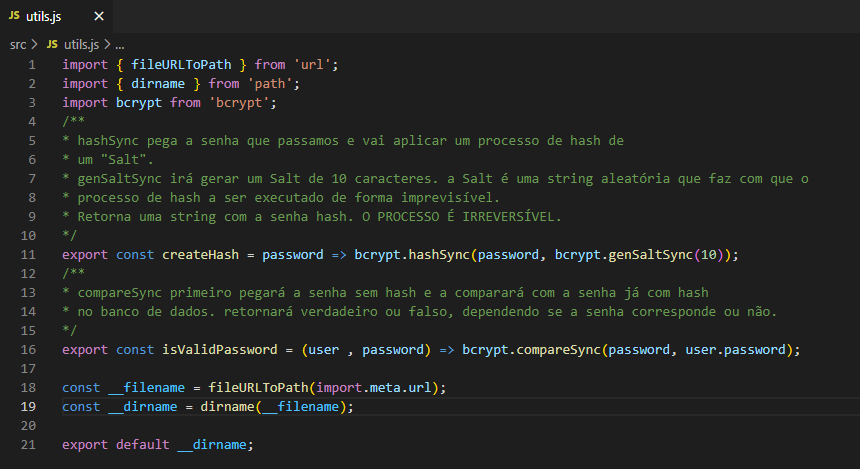 JS utils.js ×
src > JS utils.js > ...
1 import { fileURLToPath } from 'url';
2 import { dirname } from 'path';
3 import bcrypt from 'bcrypt';
4 /**
5 * hashSync pega a senha que passamos e vai aplicar um processo de hash de
6 * um "Salt".
7 * genSaltSync irá gerar um Salt de 10 caracteres. a Salt é uma string aleatória que faz com que o
8 * processo de hash a ser executado de forma imprevisível.
9 * Retorna uma string com a senha hash. O PROCESSO É IRREVERSÍVEL.
10 */
11 export const createHash = password => bcrypt.hashSync(password, bcrypt.genSaltSync(10));
12 /**
13 * compareSync primeiro pegará a senha sem hash e a comparará com a senha já com hash
14 * no banco de dados. retornará verdadeiro ou falso, dependendo se a senha corresponde ou não.
15 */
16 export const isValidPassword = (user , password) => bcrypt.compareSync(password, user.password);
17
18 const __filename = fileURLToPath(import.meta.url);
19 const __dirname = dirname(__filename);
20
21 export default __dirname;